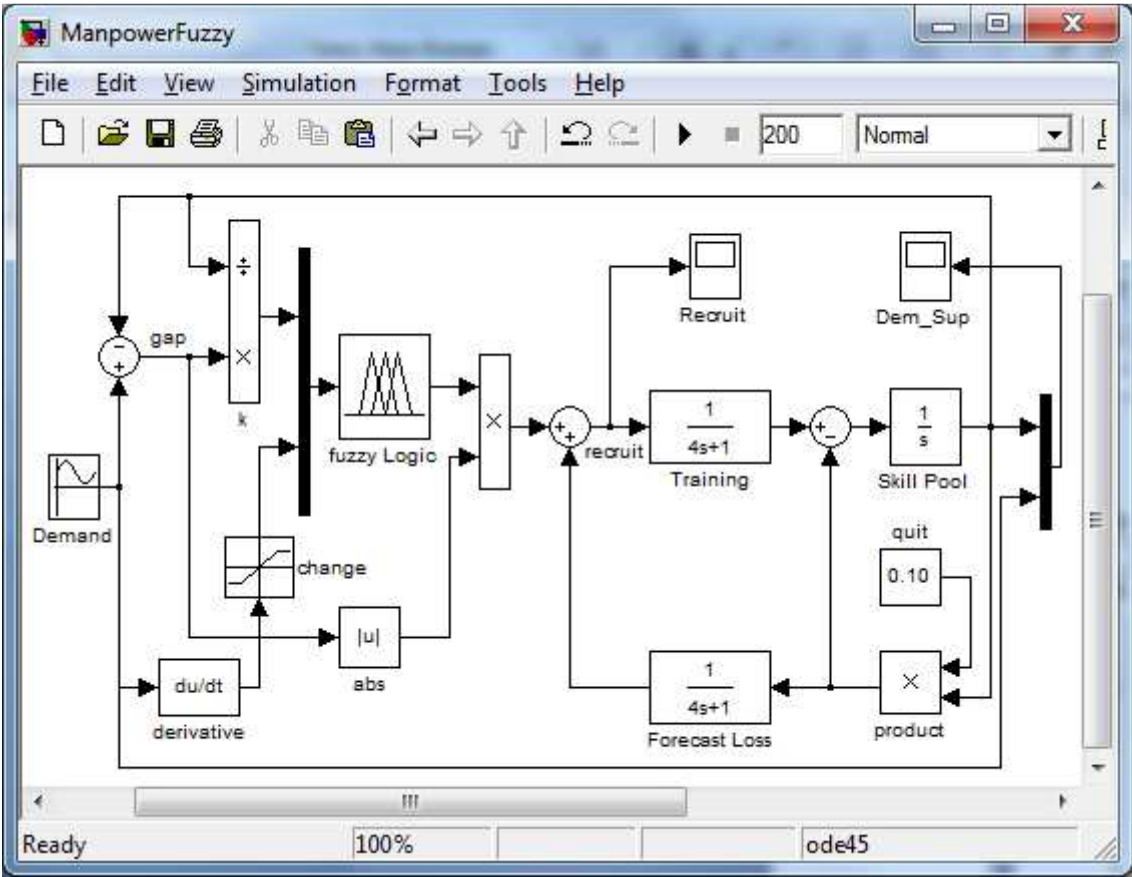 ManpowerFuzzy
File Edit View Simulation Format Tools Help
200 Normal
gap
÷
×
k
- +
fuzzy Logic
Demand
change
du/dt
derivative
|u|
abs
×
+ +
recruit
Recruit
Dem_Sup
1
4s+1
Training
+ -
1
s
Skill Pool
quit
0.10
×
product
1
4s+1
Forecast Loss
Ready 100% ode45